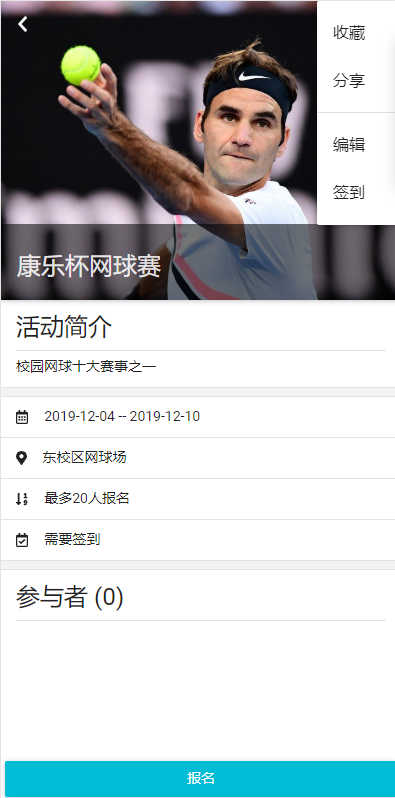 收藏
分享
编辑
签到
康乐杯网球赛
活动简介
校园网球十大赛事之一
2019-12-04 -- 2019-12-10
东校区网球场
最多20人报名
需要签到
参与者 (0)
报名